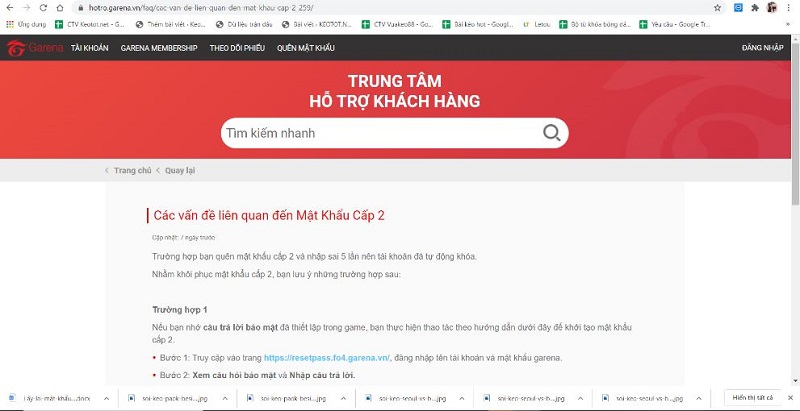 hotro.garena.vn/faq/cac-van-de-lien-quan-den-mat-khau-cap-2_259/
Ứng dụng CTV Keotot.net - G... Thêm bài viết - Keo... Dữ liệu trận đấu Bài viết - KEOTOT.N... CTV Vuakeo88 - Goo... Bài kèo hot - Googl... Letou Bộ từ khóa bóng đá... Yêu cầu - Google Tr...
Garena TÀI KHOẢN GARENA MEMBERSHIP THEO DÕI PHIẾU QUÊN MẬT KHẨU ĐĂNG NHẬP
TRUNG TÂM
HỖ TRỢ KHÁCH HÀNG
Tìm kiếm nhanh
Trang chủ Quay lại
Các vấn đề liên quan đến Mật Khẩu Cấp 2
Cập nhật: 7 ngày trước
Trường hợp bạn quên mật khẩu cấp 2 và nhập sai 5 lần nên tài khoản đã tự động khóa.
Nhằm khôi phục mật khẩu cấp 2, bạn lưu ý những trường hợp sau:
Trường hợp 1
Nếu bạn nhớ câu trả lời bảo mật đã thiết lập trong game, bạn thực hiện thao tác theo hướng dẫn dưới đây để khởi tạo mật khẩu
cấp 2.
• Bước 1: Truy cập vào trang https://resetpass.fo4.garena.vn/, đăng nhập tên tài khoản và mật khẩu garena.
• Bước 2: Xem câu hỏi bảo mật và Nhập câu trả lời.
Lấy-lại-mật-khẩu....docx soi-keo-pack-besi...jpg soi-keo-pack-besi...jpg soi-keo-seoul-vs-b...jpg soi-keo-seoul-vs-b...jpg soi-keo-seoul-vs-b...jpg Hiển thị tất cả